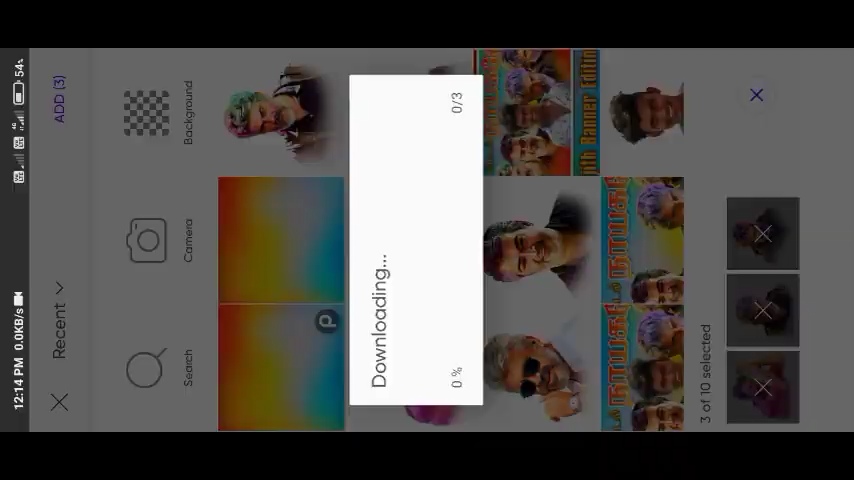 12:14 PM 0.0KB/s 54
Recent
ADD (3)
Search
Camera
Background
Downloading...
0 %
0/3
3 of 10 selected